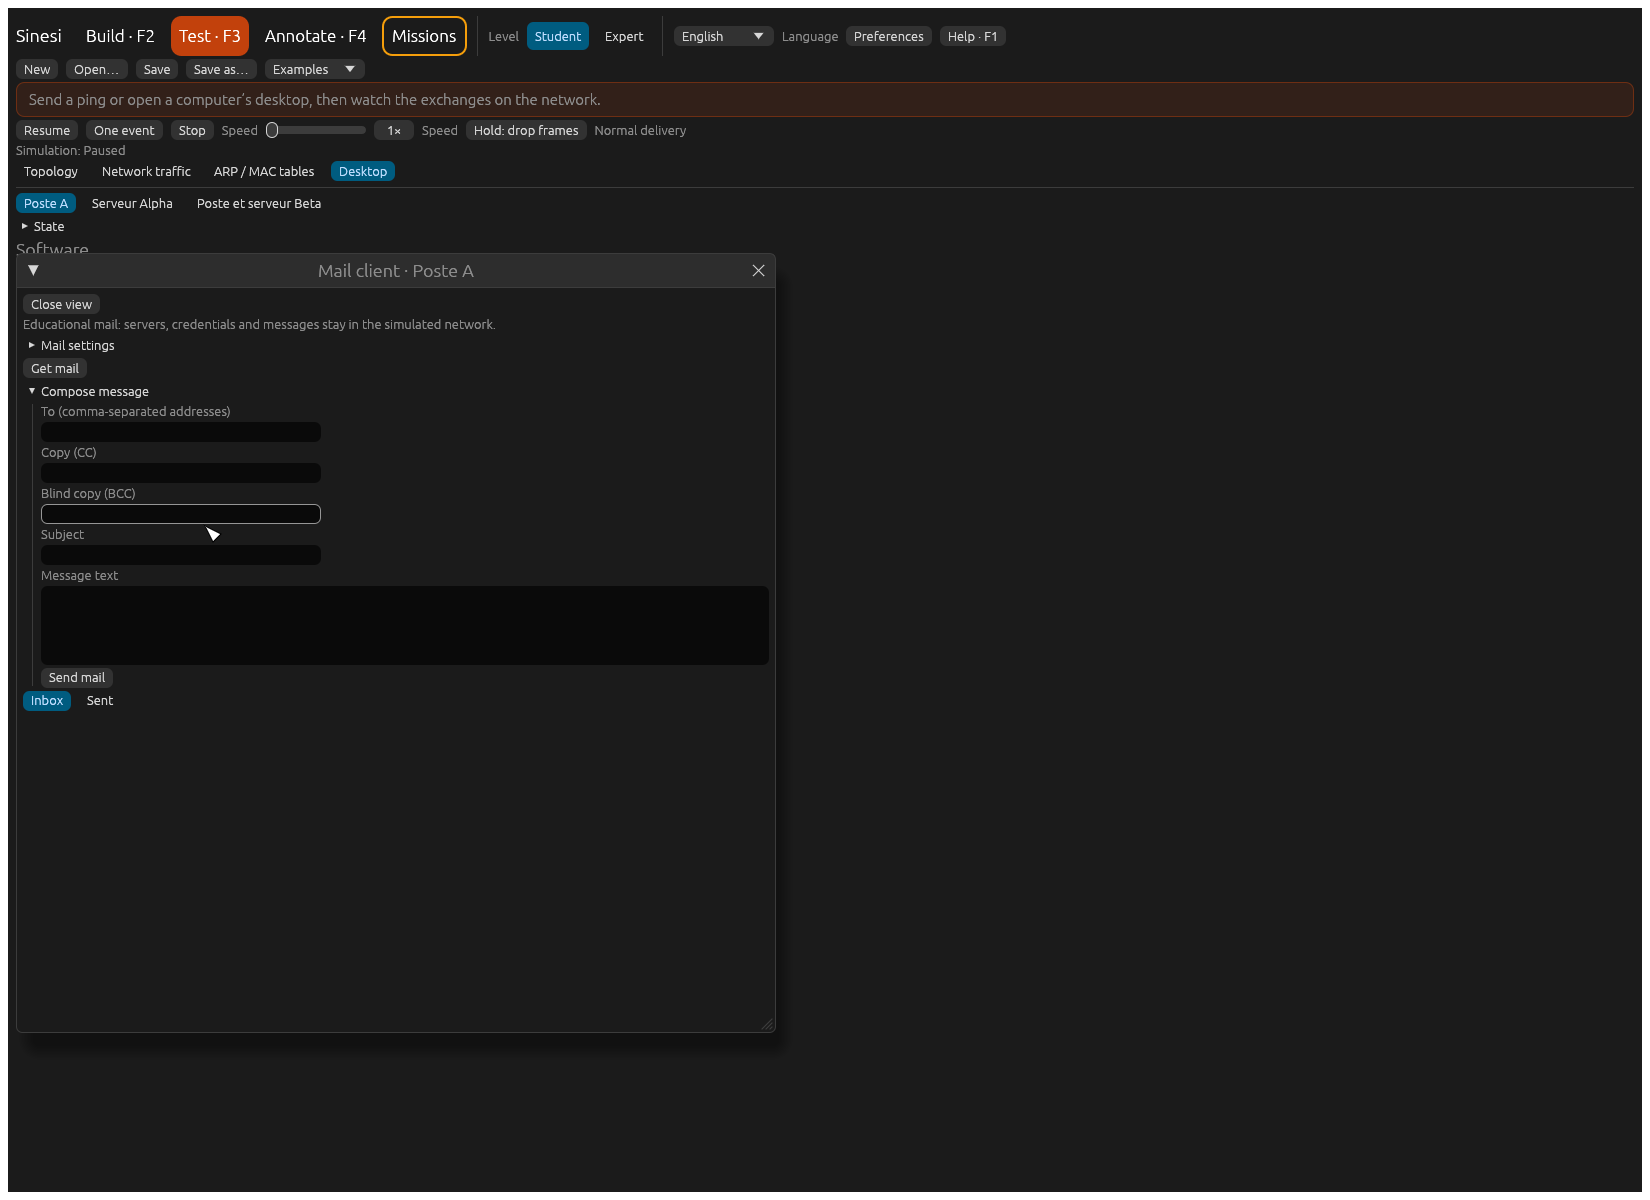 Sinesi Build · F2 Test · F3 Annotate · F4 Missions Level Student Expert English Language Preferences Help · F1
New Open… Save Save as… Examples
Send a ping or open a computer’s desktop, then watch the exchanges on the network.
Resume One event Stop Speed 1× Speed Hold: drop frames Normal delivery
Simulation: Paused
Topology Network traffic ARP / MAC tables Desktop
Poste A Serveur Alpha Poste et serveur Beta
State
Software
Mail client · Poste A
Close view
Educational mail: servers, credentials and messages stay in the simulated network.
Mail settings
Get mail
Compose message
To (comma-separated addresses)
Copy (CC)
Blind copy (BCC)
Subject
Message text
Send mail
Inbox Sent